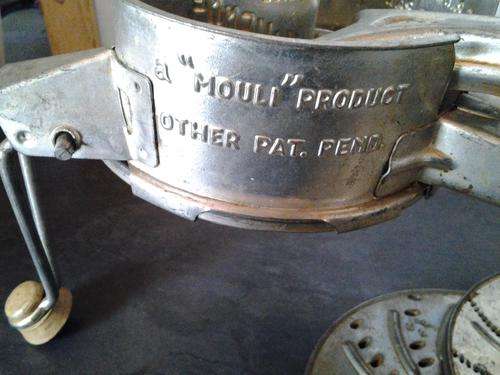 a "MOULI" PRODUCT
OTHER PAT. PEND.